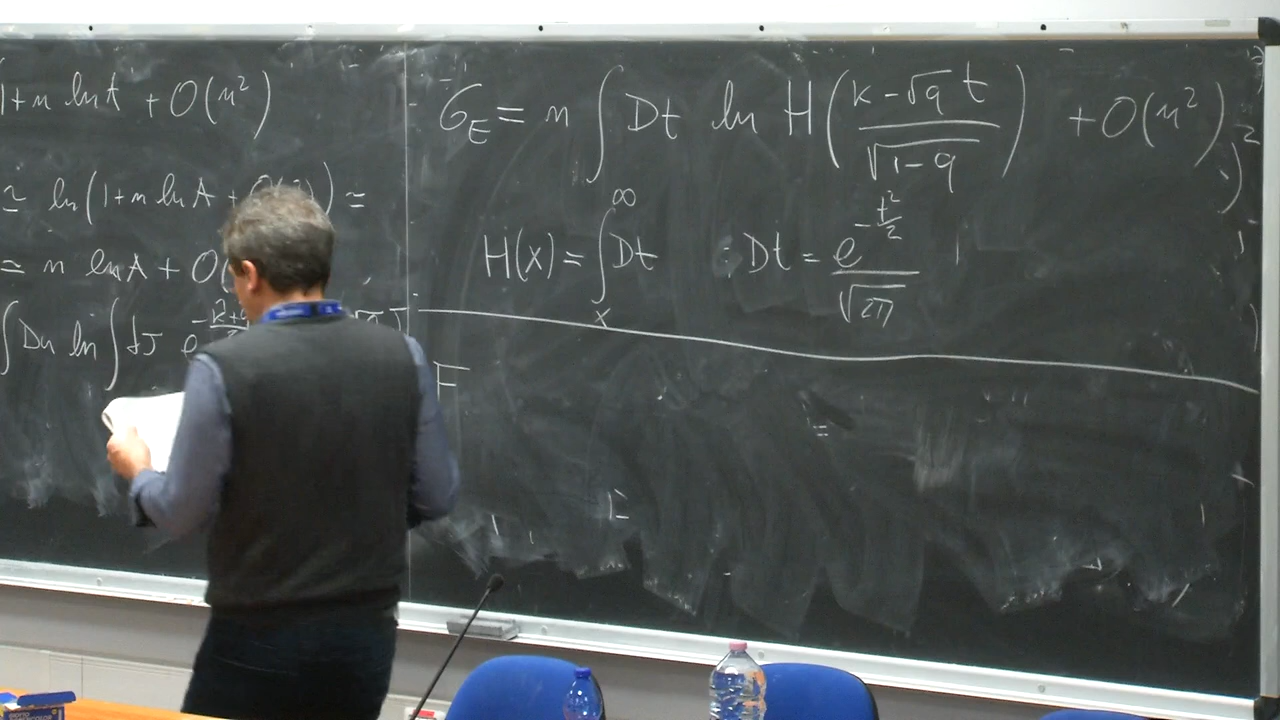 1+n ln A + O(n²))
≃ ln(1+n ln A +
) ≃
= n ln A + O(
∫Du ln ∫dJ e
G_E = n ∫ Dt ln H((K-√q t)/√(1-q)) + O(n²)
H(x) = ∫_x^∞ Dt : Dt = e^(-t²/2)/√(2π)
F